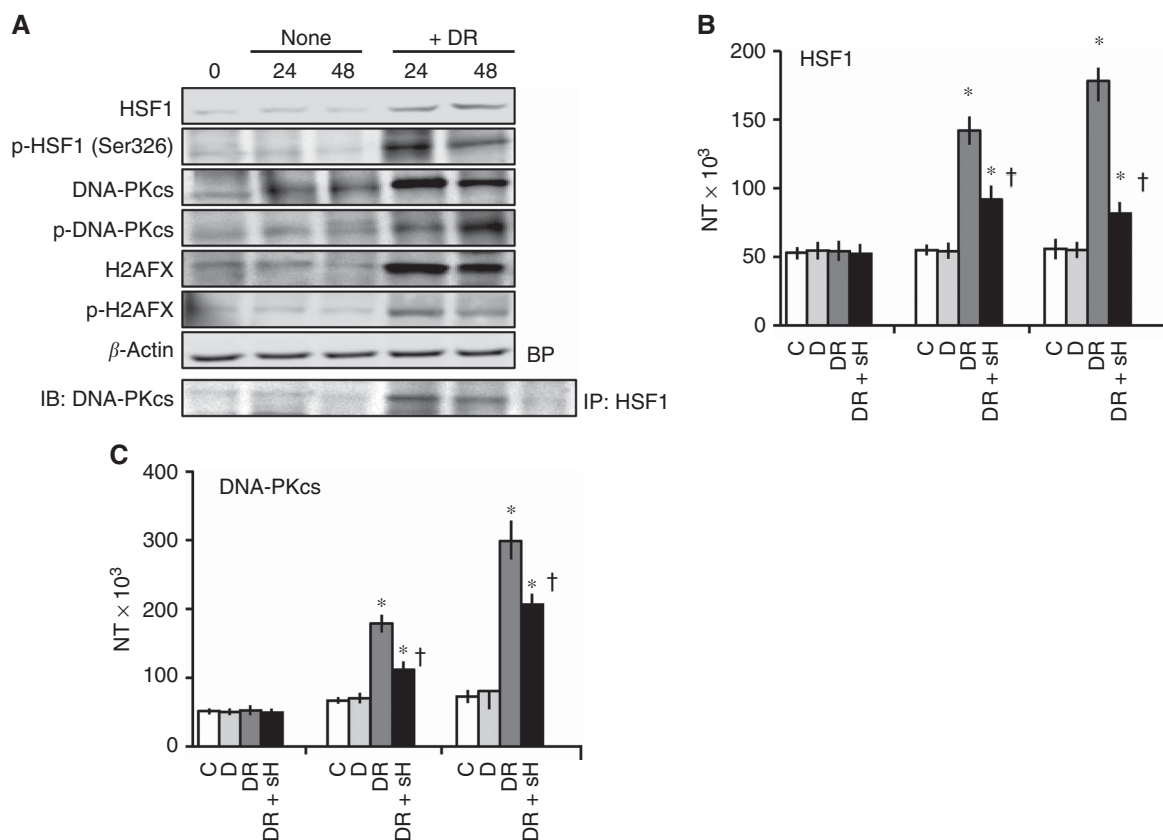 A
None
+ DR
0 24 48 24 48
HSF1
p-HSF1 (Ser326)
DNA-PKcs
p-DNA-PKcs
H2AFX
p-H2AFX
β-Actin
BP
IB: DNA-PKcs
IP: HSF1
B
HSF1
NT × 10³
200
150
100
50
0
* * † * * †
C D DR DR + sH C D DR DR + sH C D DR DR + sH
C
DNA-PKcs
NT × 10³
400
300
200
100
0
* * † * * †
C D DR DR + sH C D DR DR + sH C D DR DR + sH